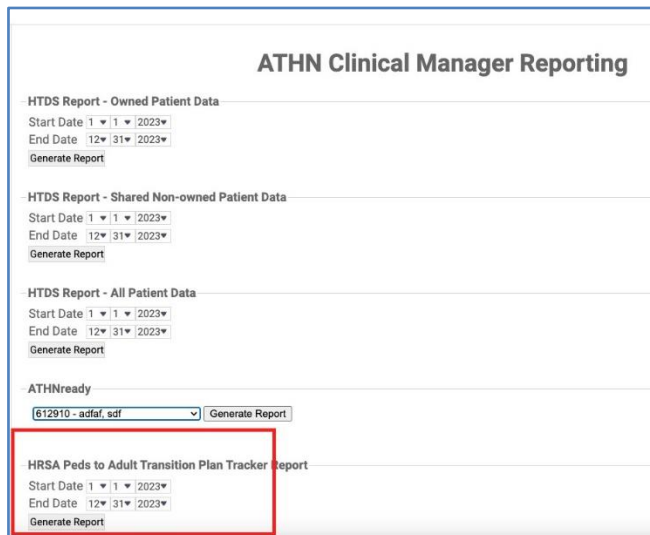 ATHN Clinical Manager Reporting
HTDS Report - Owned Patient Data
Start Date 1 1 2023
End Date 12 31 2023
Generate Report
HTDS Report - Shared Non-owned Patient Data
Start Date 1 1 2023
End Date 12 31 2023
Generate Report
HTDS Report - All Patient Data
Start Date 1 1 2023
End Date 12 31 2023
Generate Report
ATHNready
612910 - adfaf, sdf Generate Report
HRSA Peds to Adult Transition Plan Tracker Report
Start Date 1 1 2023
End Date 12 31 2023
Generate Report